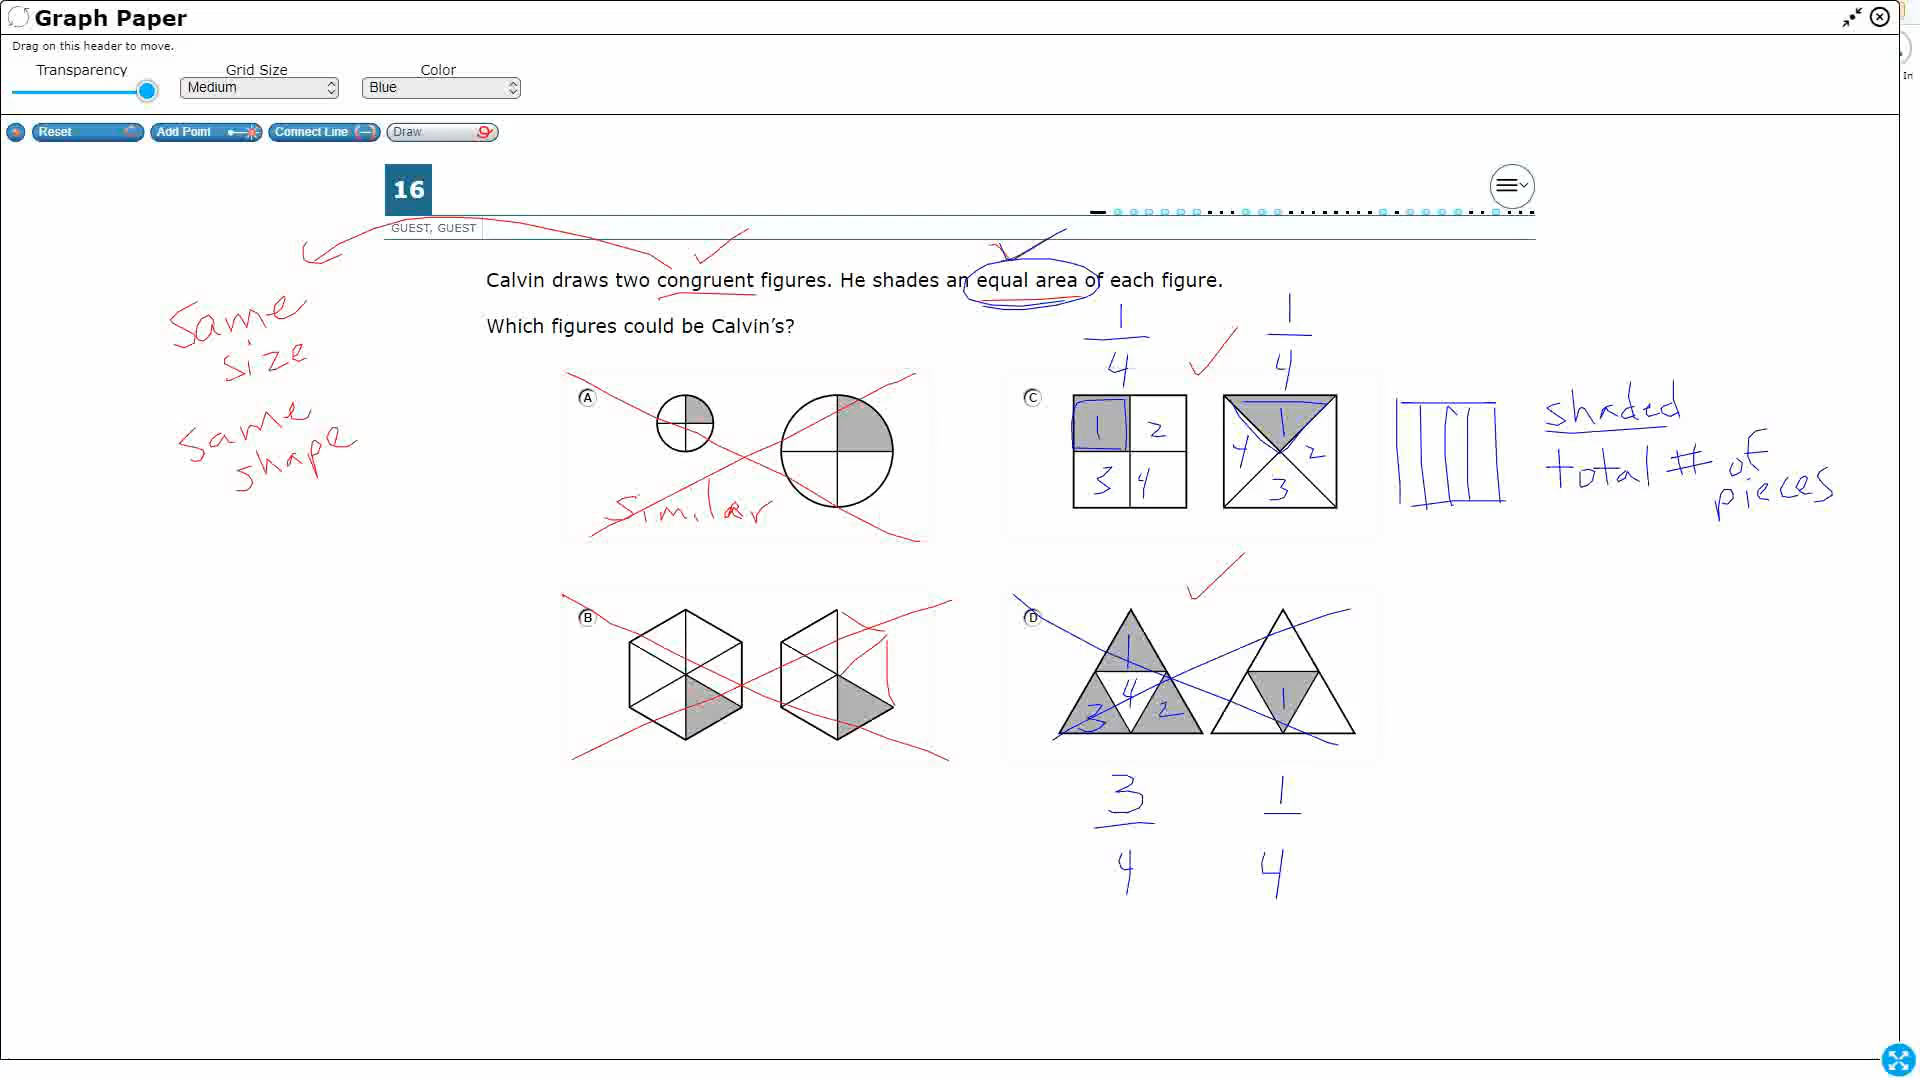 Graph Paper
Drag on this header to move.
Transparency
Grid Size
Color
Medium
Blue
Reset
Add Point
Connect Line
Draw
16
GUEST, GUEST
Calvin draws two congruent figures. He shades an equal area of each figure.
Which figures could be Calvin's?
same
size
same
shape
1
4
1
4
A
similar
C
1 2
3 4
1
4 2
3
shaded
total # of
pieces
B
D
1
4
3 2
1
3
4
1
4
In